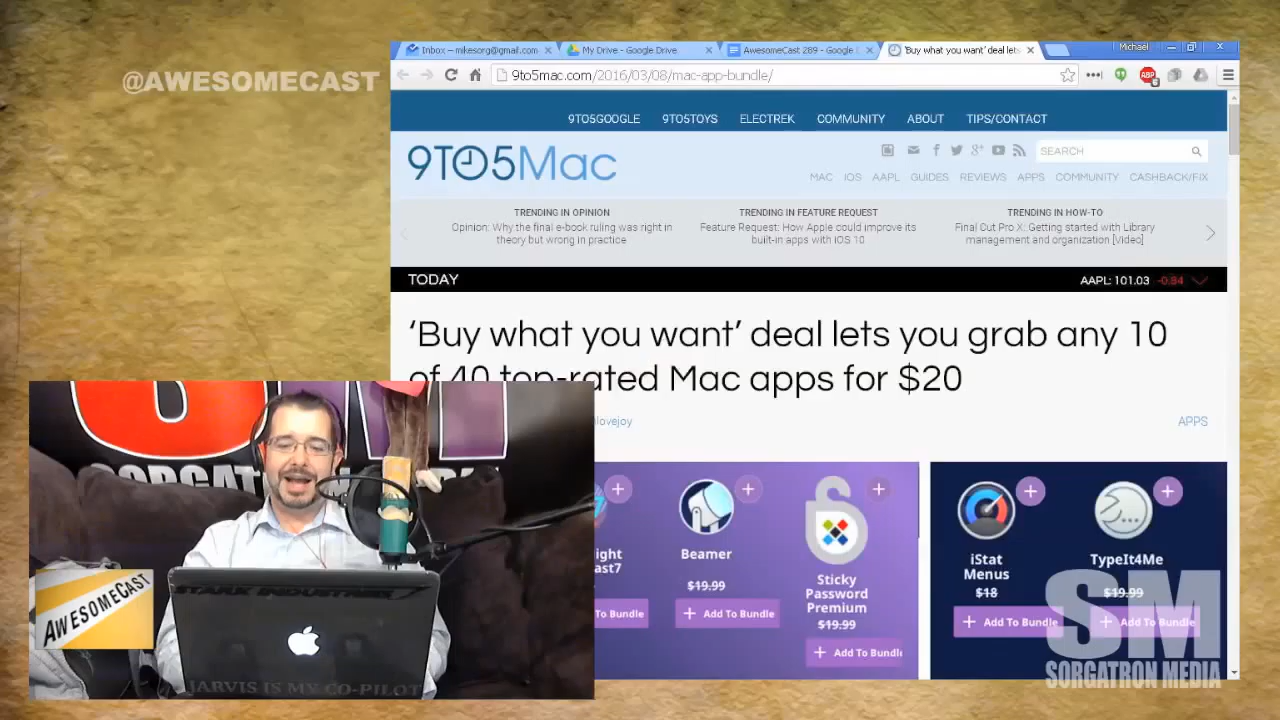 @AWESOMECAST
Inbox – mikesorg@gmail.com
My Drive - Google Drive
AwesomeCast 289 - Google D
'Buy what you want' deal lets
Michael
9to5mac.com/2016/03/08/mac-app-bundle/
ABP
9TO5GOOGLE 9TO5TOYS ELECTREK COMMUNITY ABOUT TIPS/CONTACT
9TO5Mac
SEARCH
MAC IOS AAPL GUIDES REVIEWS APPS COMMUNITY CASHBACK/FIX
TRENDING IN OPINION
Opinion: Why the final e-book ruling was right in
theory but wrong in practice
TRENDING IN FEATURE REQUEST
Feature Request: How Apple could improve its
built-in apps with iOS 10
TRENDING IN HOW-TO
Final Cut Pro X: Getting started with Library
management and organization [Video]
TODAY
AAPL: 101.03 -0.84
'Buy what you want' deal lets you grab any 10
of 40 top-rated Mac apps for $20
lovejoy
APPS
ight
ast7
to Bundle
Beamer
$19.99
+ Add To Bundle
Sticky
Password
Premium
$19.99
+ Add To Bundle
iStat
Menus
$18
+ Add To Bundle
TypeIt4Me
$19.99
+ Add To Bundle
AWESOMECAST
STARK INDUSTRIES
JARVIS IS MY CO-PILOT
SM
SORGATRON MEDIA